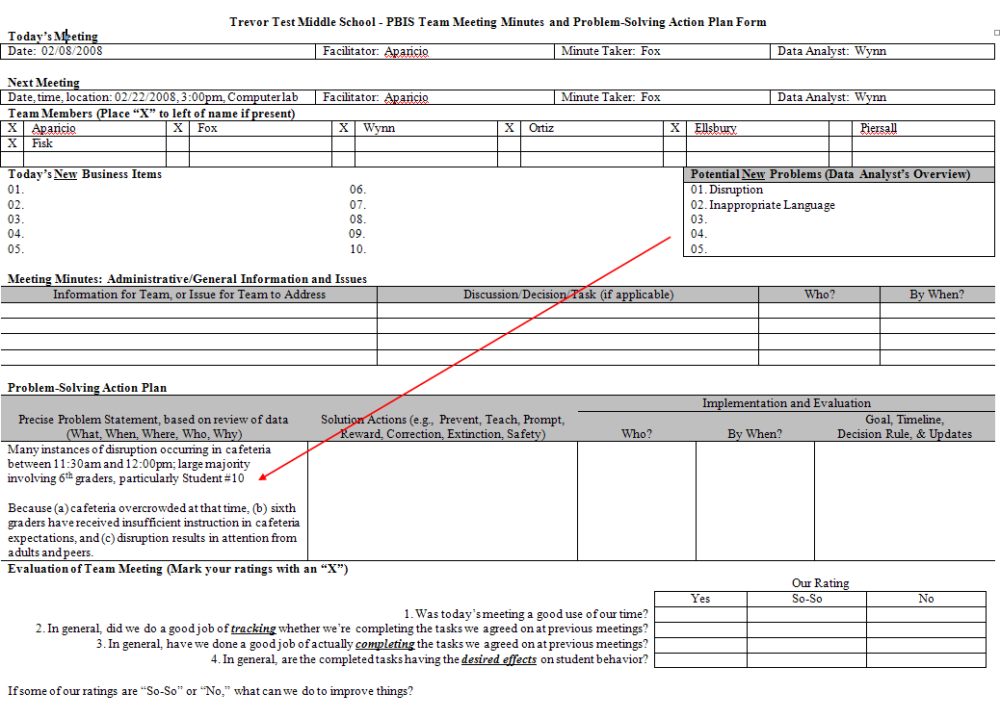 Trevor Test Middle School - PBIS Team Meeting Minutes and Problem-Solving Action Plan Form
Today's Meeting
Date: 02/08/2008 Facilitator: Aparicio Minute Taker: Fox Data Analyst: Wynn
Next Meeting
Date, time, location: 02/22/2008, 3:00pm, Computer lab Facilitator: Aparicio Minute Taker: Fox Data Analyst: Wynn
Team Members (Place “X” to left of name if present)
X Aparicio X Fox X Wynn X Ortiz X Ellsbury Piersall
X Fisk
Today's New Business Items
01. 06.
02. 07.
03. 08.
04. 09.
05. 10.
Potential New Problems (Data Analyst's Overview)
01. Disruption
02. Inappropriate Language
03.
04.
05.
Meeting Minutes: Administrative/General Information and Issues
Information for Team, or Issue for Team to Address Discussion/Decision/Task (if applicable) Who? By When?
Problem-Solving Action Plan
Precise Problem Statement, based on review of data
(What, When, Where, Who, Why)
Solution Actions (e.g., Prevent, Teach, Prompt,
Reward, Correction, Extinction, Safety)
Implementation and Evaluation
Who? By When?
Goal, Timeline,
Decision Rule, & Updates
Many instances of disruption occurring in cafeteria
between 11:30am and 12:00pm; large majority
involving 6th graders, particularly Student #10
Because (a) cafeteria overcrowded at that time, (b) sixth
graders have received insufficient instruction in cafeteria
expectations, and (c) disruption results in attention from
adults and peers.
Evaluation of Team Meeting (Mark your ratings with an “X”)
Our Rating
Yes So-So No
1. Was today's meeting a good use of our time?
2. In general, did we do a good job of tracking whether we're completing the tasks we agreed on at previous meetings?
3. In general, have we done a good job of actually completing the tasks we agreed on at previous meetings?
4. In general, are the completed tasks having the desired effects on student behavior?
If some of our ratings are “So-So” or “No,” what can we do to improve things?